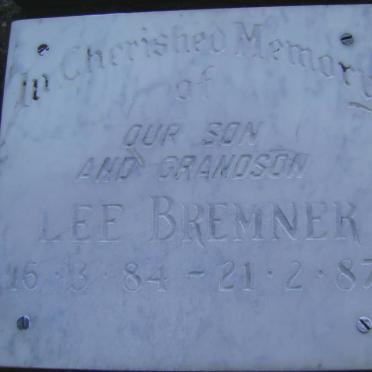 In Cherished Memory
of
OUR SON
AND GRANDSON
LEE BREMNER
16·3·84-21·2·87